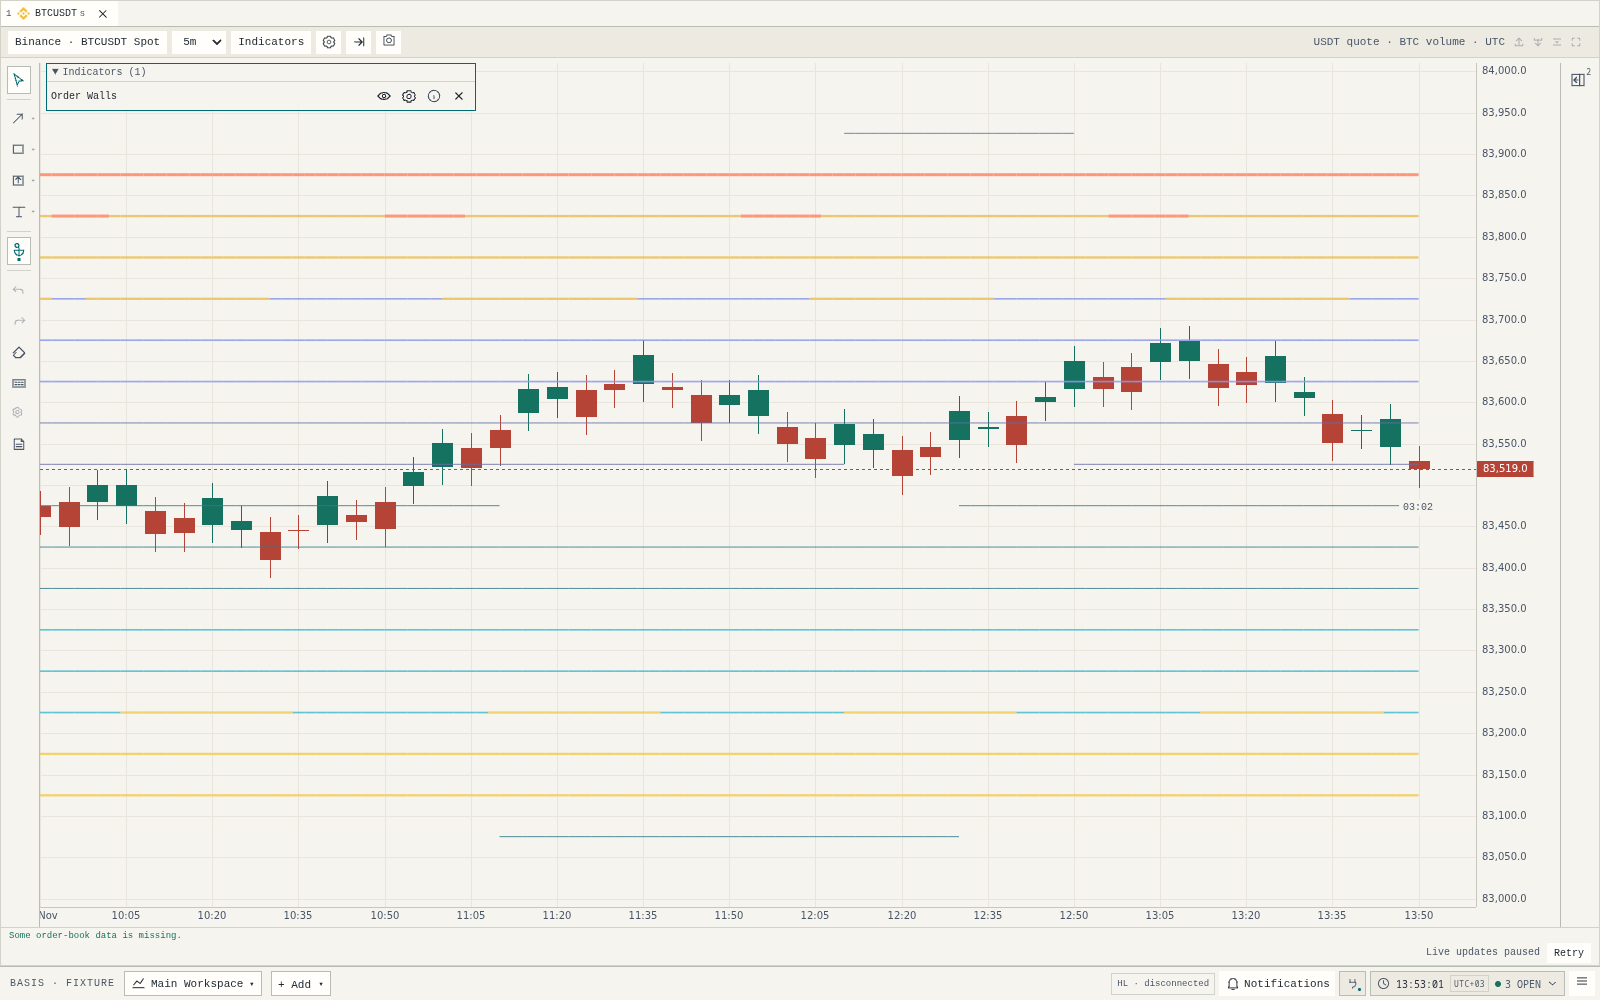 1 BTCUSDT S
Binance · BTCUSDT Spot 5m Indicators USDT quote · BTC volume · UTC
▼ Indicators (1)
Order Walls
2
84,000.0
83,950.0
83,900.0
83,850.0
83,800.0
83,750.0
83,700.0
83,650.0
83,600.0
83,550.0
83,519.0
03:02
83,450.0
83,400.0
83,350.0
83,300.0
83,250.0
83,200.0
83,150.0
83,100.0
83,050.0
83,000.0
Nov 10:05 10:20 10:35 10:50 11:05 11:20 11:35 11:50 12:05 12:20 12:35 12:50 13:05 13:20 13:35 13:50
Some order-book data is missing.
Live updates paused Retry
BASIS · FIXTURE Main Workspace + Add HL · disconnected Notifications 13:53:01 UTC+03 3 OPEN